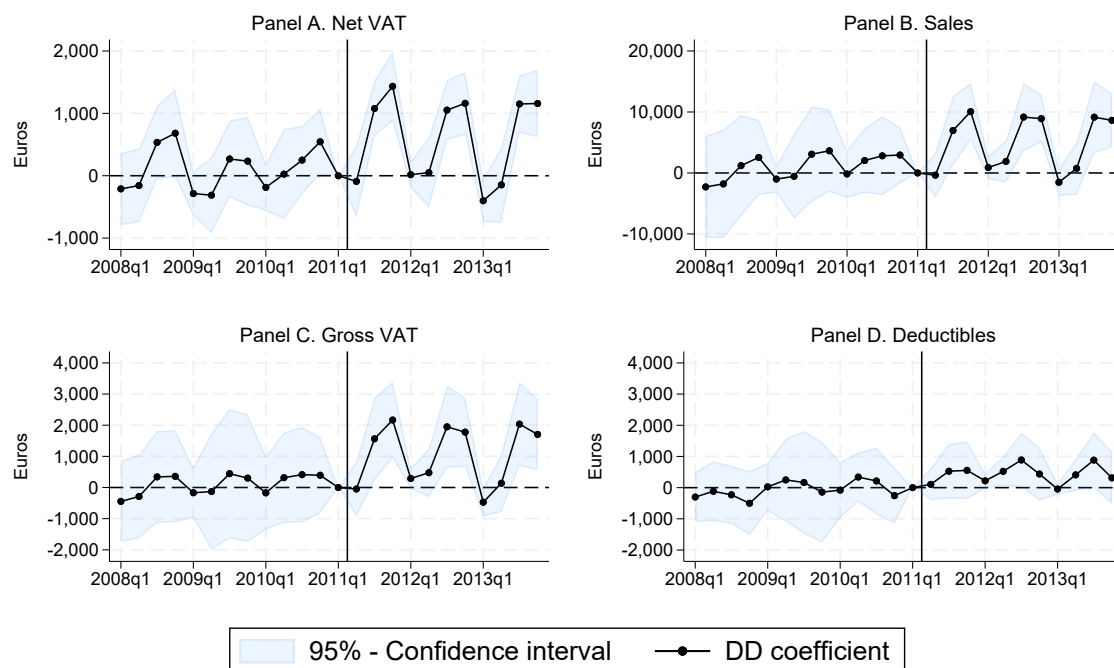 Panel A. Net VAT
2,000
1,000
0
-1,000
Euros
2008q1 2009q1 2010q1 2011q1 2012q1 2013q1
Panel B. Sales
20,000
10,000
0
-10,000
Euros
2008q1 2009q1 2010q1 2011q1 2012q1 2013q1
Panel C. Gross VAT
4,000
3,000
2,000
1,000
0
-1,000
-2,000
Euros
2008q1 2009q1 2010q1 2011q1 2012q1 2013q1
Panel D. Deductibles
4,000
3,000
2,000
1,000
0
-1,000
-2,000
Euros
2008q1 2009q1 2010q1 2011q1 2012q1 2013q1
95% - Confidence interval DD coefficient